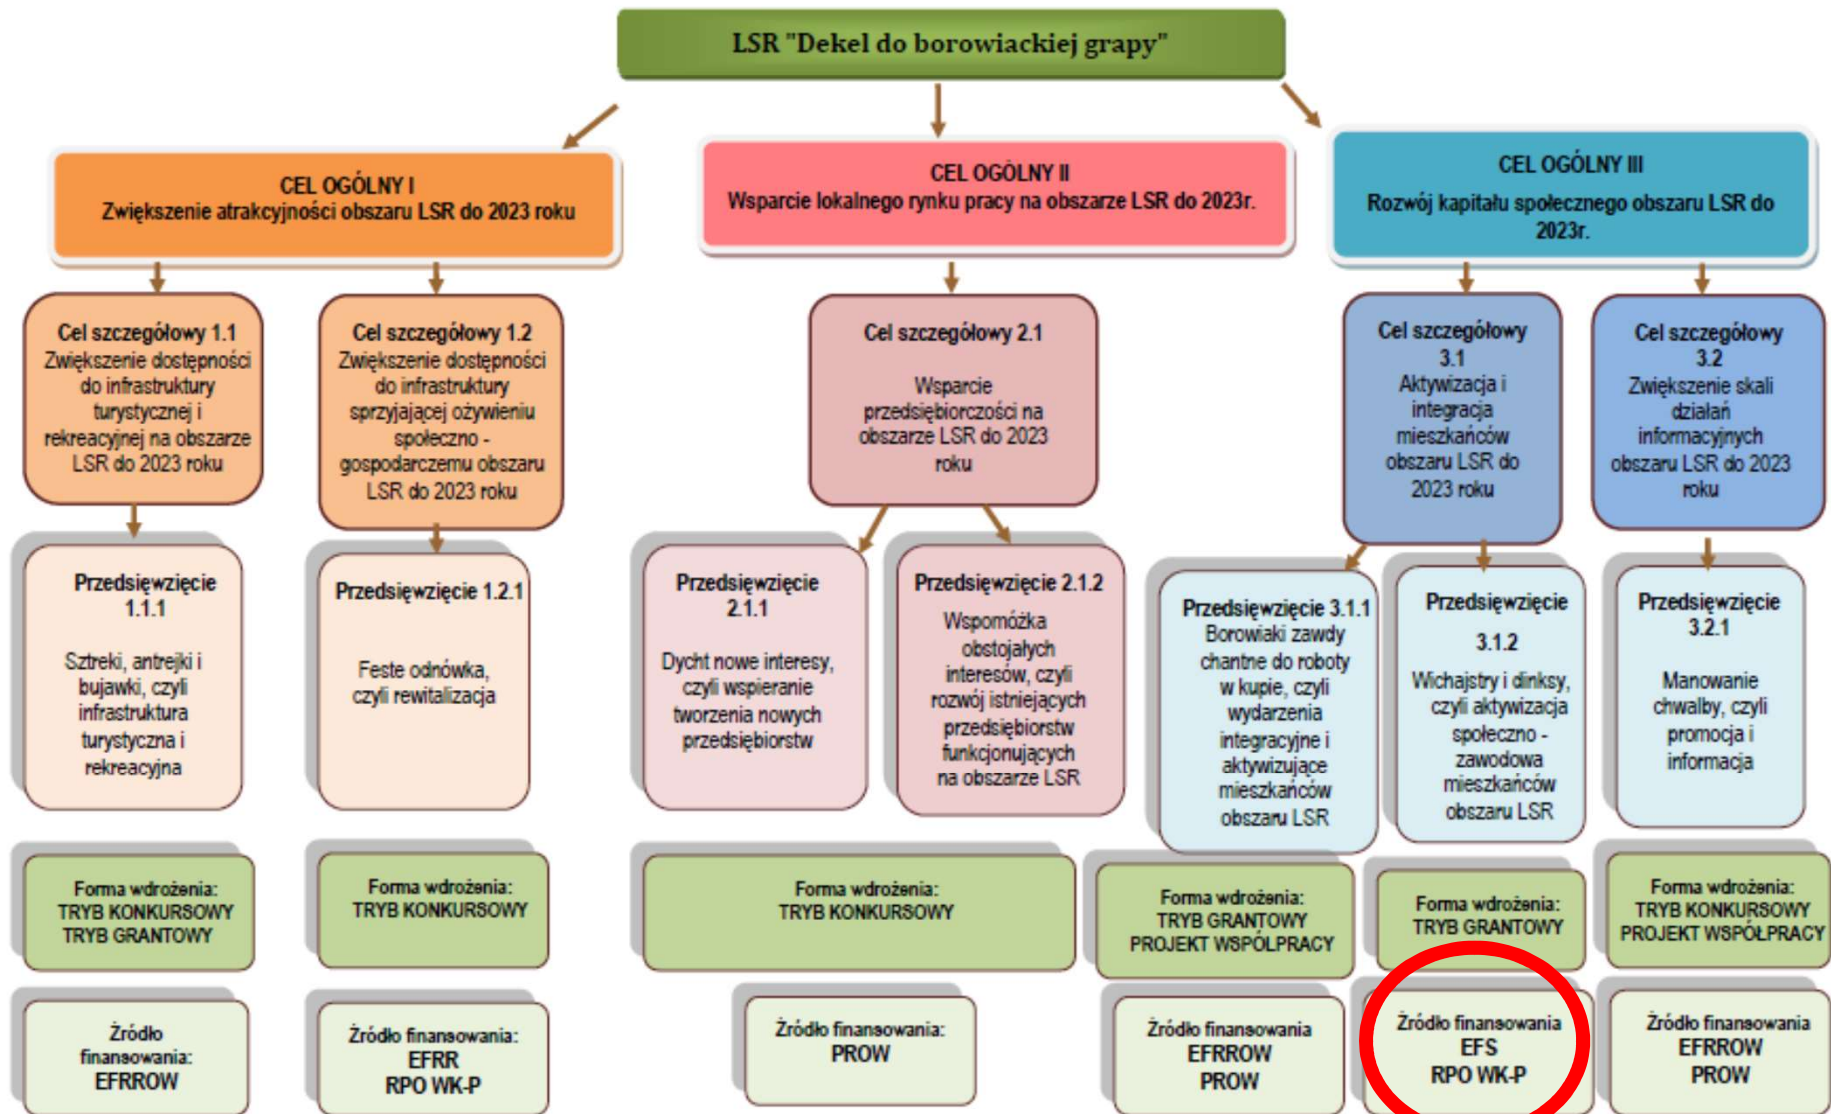 LSR "Dekel do borowiackiej grapy"
CEL OGÓLNY I
Zwiększenie atrakcyjności obszaru LSR do 2023 roku
CEL OGÓLNY II
Wsparcie lokalnego rynku pracy na obszarze LSR do 2023r.
CEL OGÓLNY III
Rozwój kapitału społecznego obszaru LSR do
2023r.
Cel szczegółowy 1.1
Zwiększenie dostępności
do infrastruktury
turystycznej i
rekreacyjnej na obszarze
LSR do 2023 roku
Cel szczegółowy 1.2
Zwiększenie dostępności
do infrastruktury
sprzyjającej ożywieniu
społeczno -
gospodarczemu obszaru
LSR do 2023 roku
Cel szczegółowy 2.1
Wsparcie
przedsiębiorczości na
obszarze LSR do 2023
roku
Cel szczegółowy
3.1
Aktywizacja i
integracja
mieszkańców
obszaru LSR do
2023 roku
Cel szczegółowy
3.2
Zwiększenie skali
działań
informacyjnych
obszaru LSR do 2023
roku
Przedsięwzięcie
1.1.1
Sztreki, antrejki i
bujawki, czyli
infrastruktura
turystyczna i
rekreacyjna
Przedsięwzięcie 1.2.1
Feste odnówka,
czyli rewitalizacja
Przedsięwzięcie
2.1.1
Dycht nowe interesy,
czyli wspieranie
tworzenia nowych
przedsiębiorstw
Przedsięwzięcie 2.1.2
Wspomóżka
obstojałych
interesów, czyli
rozwój istniejących
przedsiębiorstw
funkcjonujących
na obszarze LSR
Przedsięwzięcie 3.1.1
Borowiaki zawdy
chantne do roboty
w kupie, czyli
wydarzenia
integracyjne i
aktywizujące
mieszkańców
obszaru LSR
Przedsięwzięcie
3.1.2
Wichajstry i dinksy,
czyli aktywizacja
społeczno -
zawodowa
mieszkańców
obszaru LSR
Przedsięwzięcie
3.2.1
Manowanie
chwalby, czyli
promocja i
informacja
Forma wdrożenia:
TRYB KONKURSOWY
TRYB GRANTOWY
Forma wdrożenia:
TRYB KONKURSOWY
Forma wdrożenia:
TRYB KONKURSOWY
Forma wdrożenia:
TRYB GRANTOWY
PROJEKT WSPÓŁPRACY
Forma wdrożenia:
TRYB GRANTOWY
Forma wdrożenia:
TRYB KONKURSOWY
PROJEKT WSPÓŁPRACY
Źródło
finansowania:
EFRROW
Źródło finansowania:
EFRR
RPO WK-P
Źródło finansowania:
PROW
Źródło finansowania
EFRROW
PROW
Źródło finansowania
EFS
RPO WK-P
Źródło finansowania
EFRROW
PROW